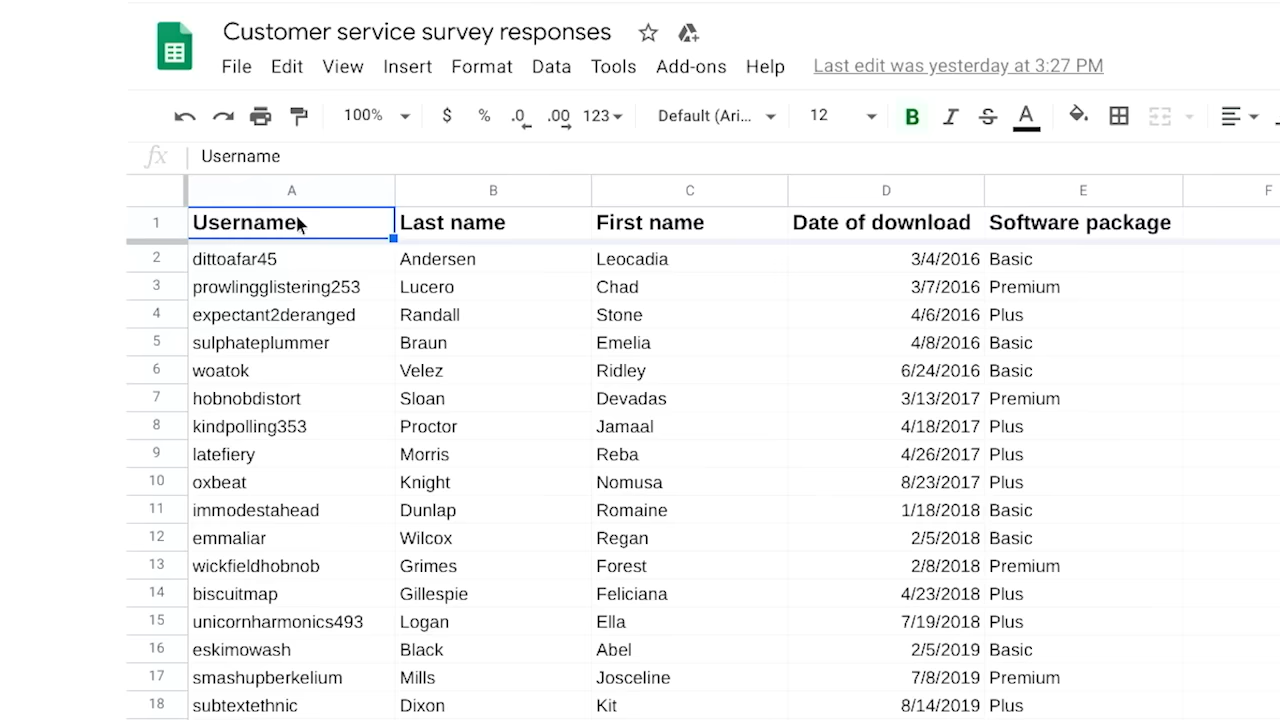 Customer service survey responses
File Edit View Insert Format Data Tools Add-ons Help Last edit was yesterday at 3:27 PM
100% $ % .0 .00 123 Default (Ari... 12 B I S A
fx Username
A B C D E F
1 Username Last name First name Date of download Software package
2 dittoafar45 Andersen Leocadia 3/4/2016 Basic
3 prowlingglistering253 Lucero Chad 3/7/2016 Premium
4 expectant2deranged Randall Stone 4/6/2016 Plus
5 sulphateplummer Braun Emelia 4/8/2016 Basic
6 woatok Velez Ridley 6/24/2016 Basic
7 hobnobdistort Sloan Devadas 3/13/2017 Premium
8 kindpolling353 Proctor Jamaal 4/18/2017 Plus
9 latefiery Morris Reba 4/26/2017 Plus
10 oxbeat Knight Nomusa 8/23/2017 Plus
11 immodestahead Dunlap Romaine 1/18/2018 Basic
12 emmaliar Wilcox Regan 2/5/2018 Basic
13 wickfieldhobnob Grimes Forest 2/8/2018 Premium
14 biscuitmap Gillespie Feliciana 4/23/2018 Plus
15 unicornharmonics493 Logan Ella 7/19/2018 Plus
16 eskimowash Black Abel 2/5/2019 Basic
17 smashupberkelium Mills Josceline 7/8/2019 Premium
18 subtextethnic Dixon Kit 8/14/2019 Plus